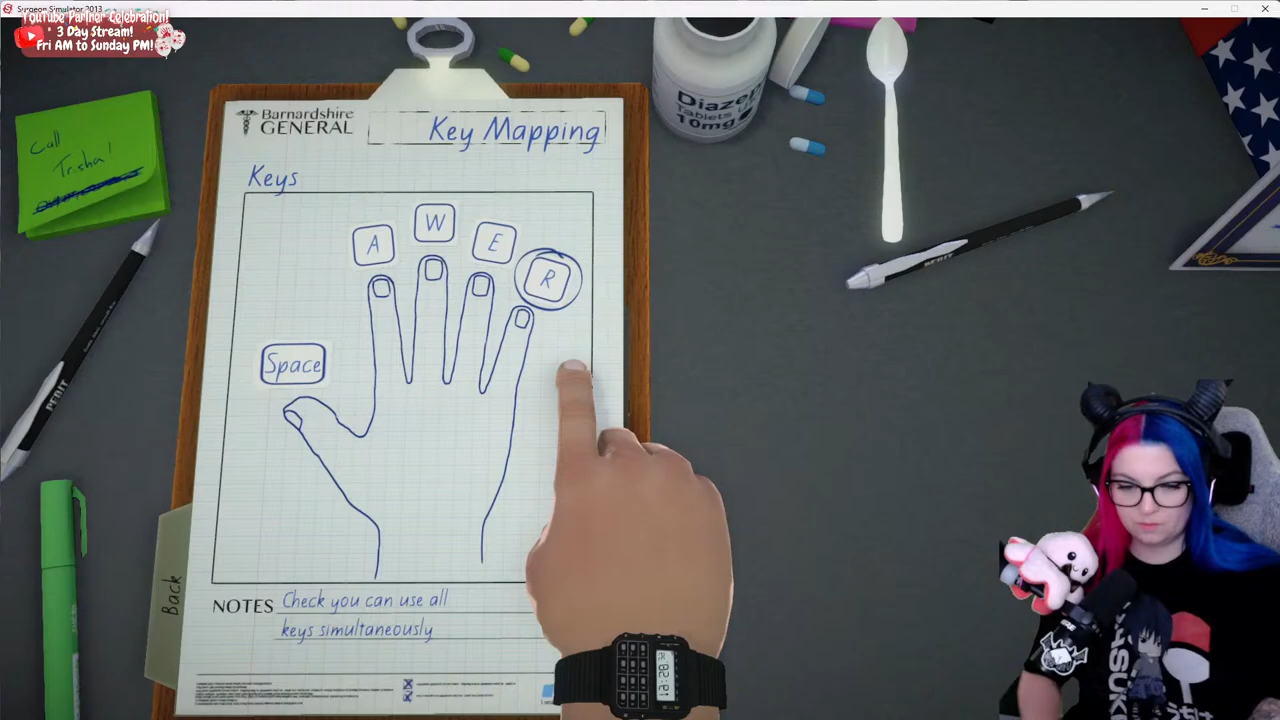 Surgeon Simulator 2013
YouTube Partner Celebration!
3 Day Stream!
Fri AM to Sunday PM!
Call
Trisha!
Barnardshire
GENERAL
Key Mapping
Keys
A
W
E
R
Space
NOTES Check you can use all
keys simultaneously
Back
Diazep
Tablets
10mg